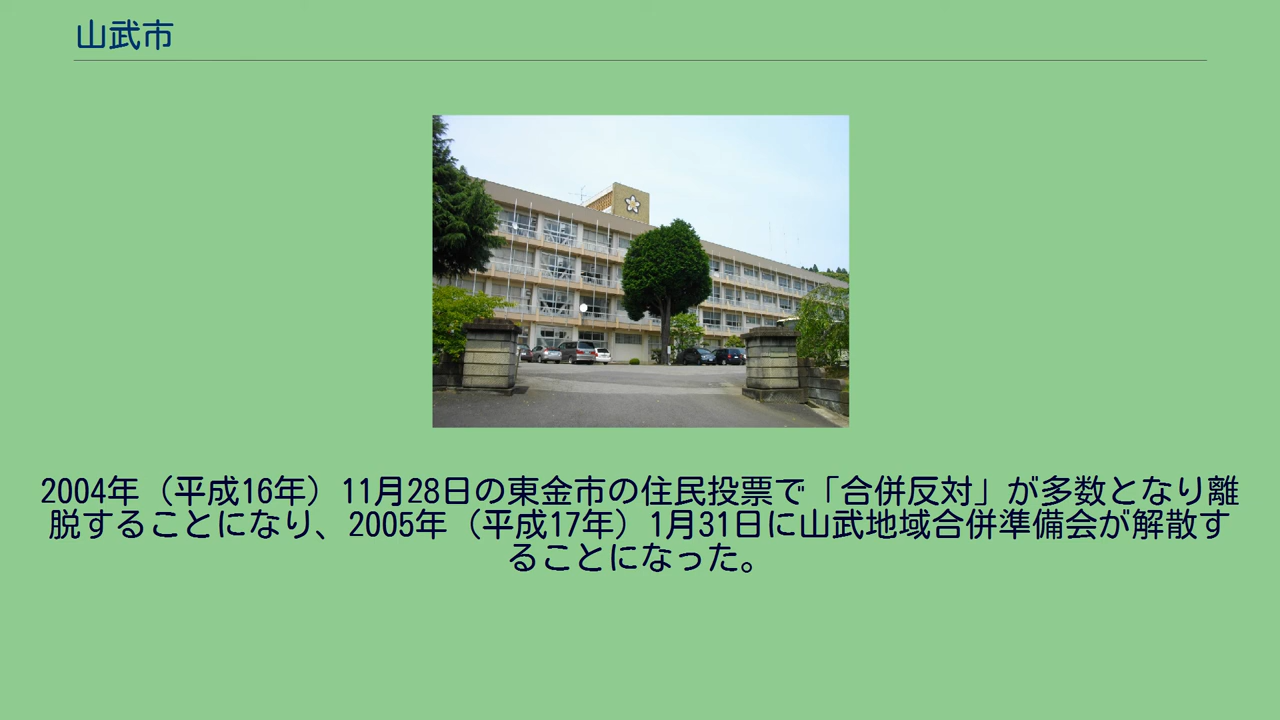 山武市
2004年（平成16年）11月28日の東金市の住民投票で「合併反対」が多数となり離
脱することになり、2005年（平成17年）1月31日に山武地域合併準備会が解散す
ることになった。